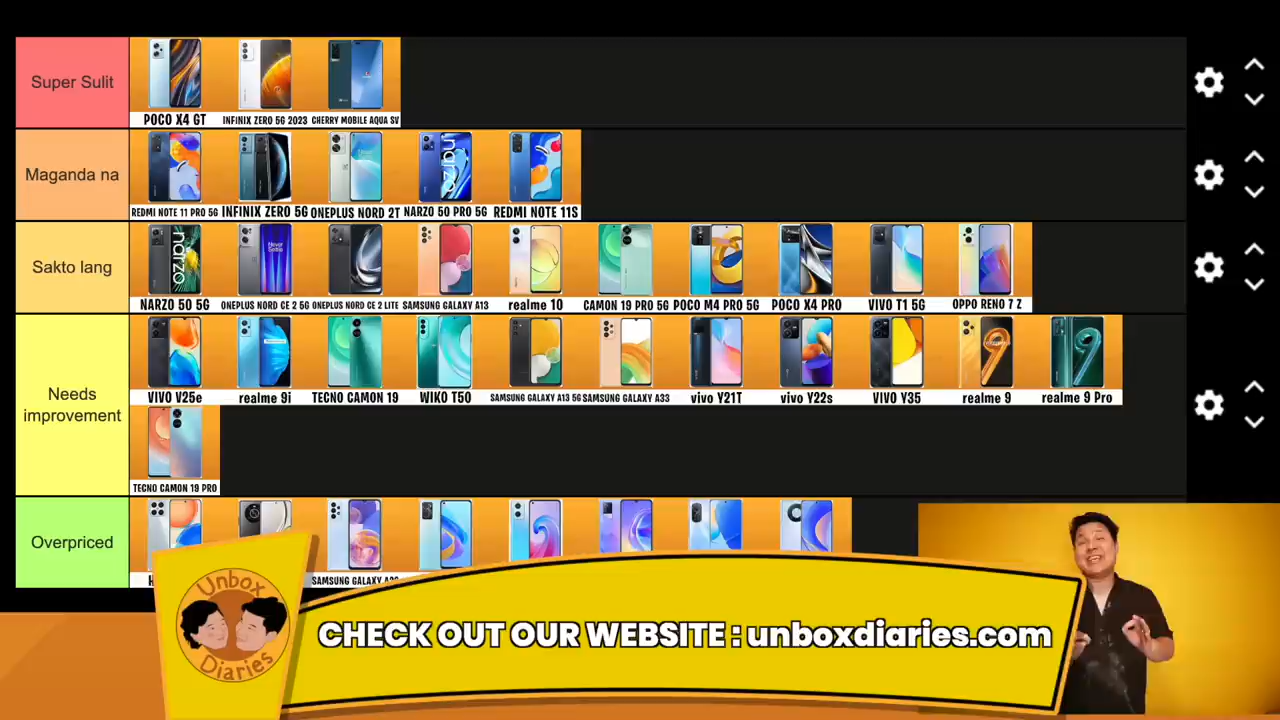 Super Sulit
POCO X4 GT
INFINIX ZERO 5G 2023
CHERRY MOBILE AQUA SV
Maganda na
REDMI NOTE 11 PRO 5G
INFINIX ZERO 5G
ONEPLUS NORD 2T
narzo
NARZO 50 PRO 5G
REDMI NOTE 11S
Sakto lang
narzo
NARZO 50 5G
ONEPLUS NORD CE 2 5G
ONEPLUS NORD CE 2 LITE
SAMSUNG GALAXY A13
realme 10
CAMON 19 PRO 5G
POCO M4 PRO 5G
POCO X4 PRO
VIVO T1 5G
OPPO RENO 7 Z
Needs
improvement
VIVO V25e
realme 9i
TECNO CAMON 19
WIKO T50
SAMSUNG GALAXY A13 5G
SAMSUNG GALAXY A33
vivo Y21T
vivo Y22s
VIVO Y35
9
realme 9
9
realme 9 Pro
TECNO CAMON 19 PRO
Overpriced
Unbox
Diaries
CHECK OUT OUR WEBSITE : unboxdiaries.com